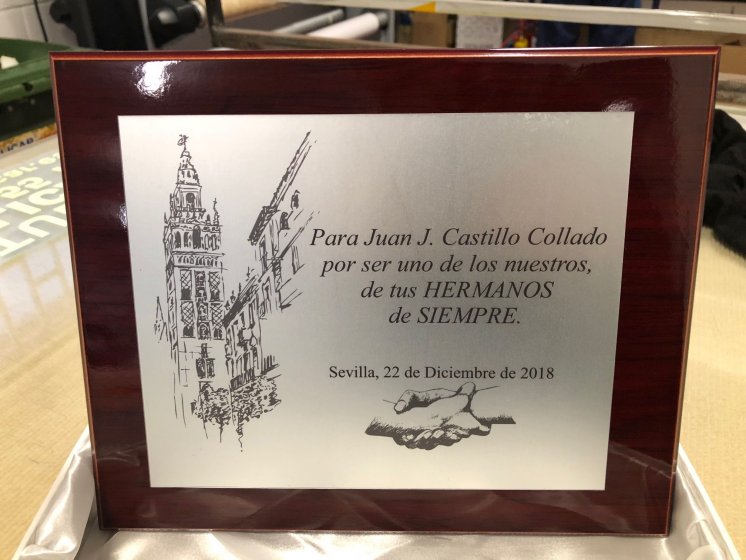 Para Juan J. Castillo Collado
por ser uno de los nuestros,
de tus HERMANOS
de SIEMPRE.
Sevilla, 22 de Diciembre de 2018